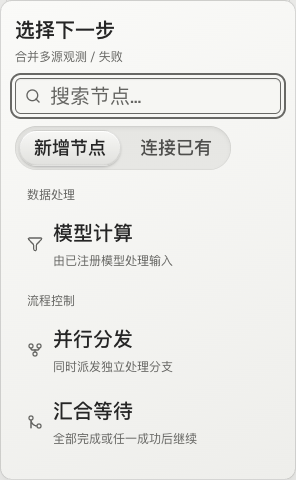 选择下一步
合并多源观测 / 失败
搜索节点...
新增节点
连接已有
数据处理
模型计算
由已注册模型处理输入
流程控制
并行分发
同时派发独立处理分支
汇合等待
全部完成或任一成功后继续